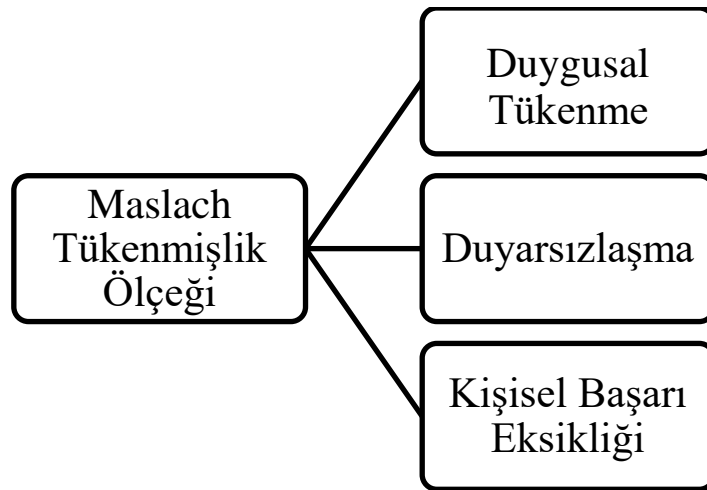 Maslach
Tükenmişlik
Ölçeği
Duygusal
Tükenme
Duyarsızlaşma
Kişisel Başarı
Eksikliği